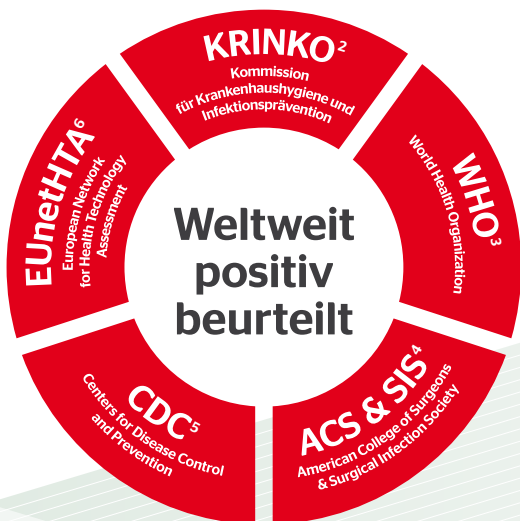 KRINKO²
Kommission
für Krankenhaushygiene und
Infektionsprävention
WHO³
World Health Organization
ACS & SIS⁴
American College of Surgeons
& Surgical Infection Society
CDC⁵
Centers for Disease Control
and Prevention
EUnetHTA⁶
European Network
for Health Technology
Assessment
Weltweit
positiv
beurteilt